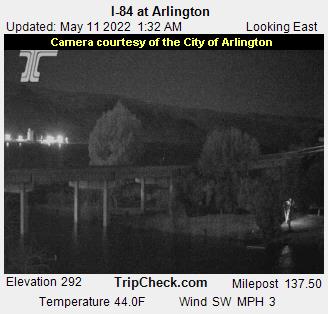 I-84 at Arlington
Updated: May 11 2022 1:32 AM Looking East
Camera courtesy of the City of Arlington
Elevation 292 TripCheck.com Milepost 137.50
Temperature 44.0F Wind SW MPH 3